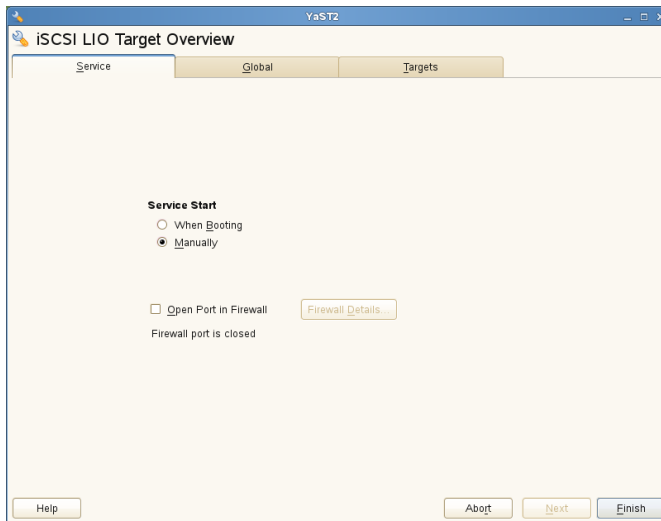 YaST2
iSCSI LIO Target Overview
Service Global Targets
Service Start
When Booting
Manually
Open Port in Firewall Firewall Details...
Firewall port is closed
Help Abort Next Finish